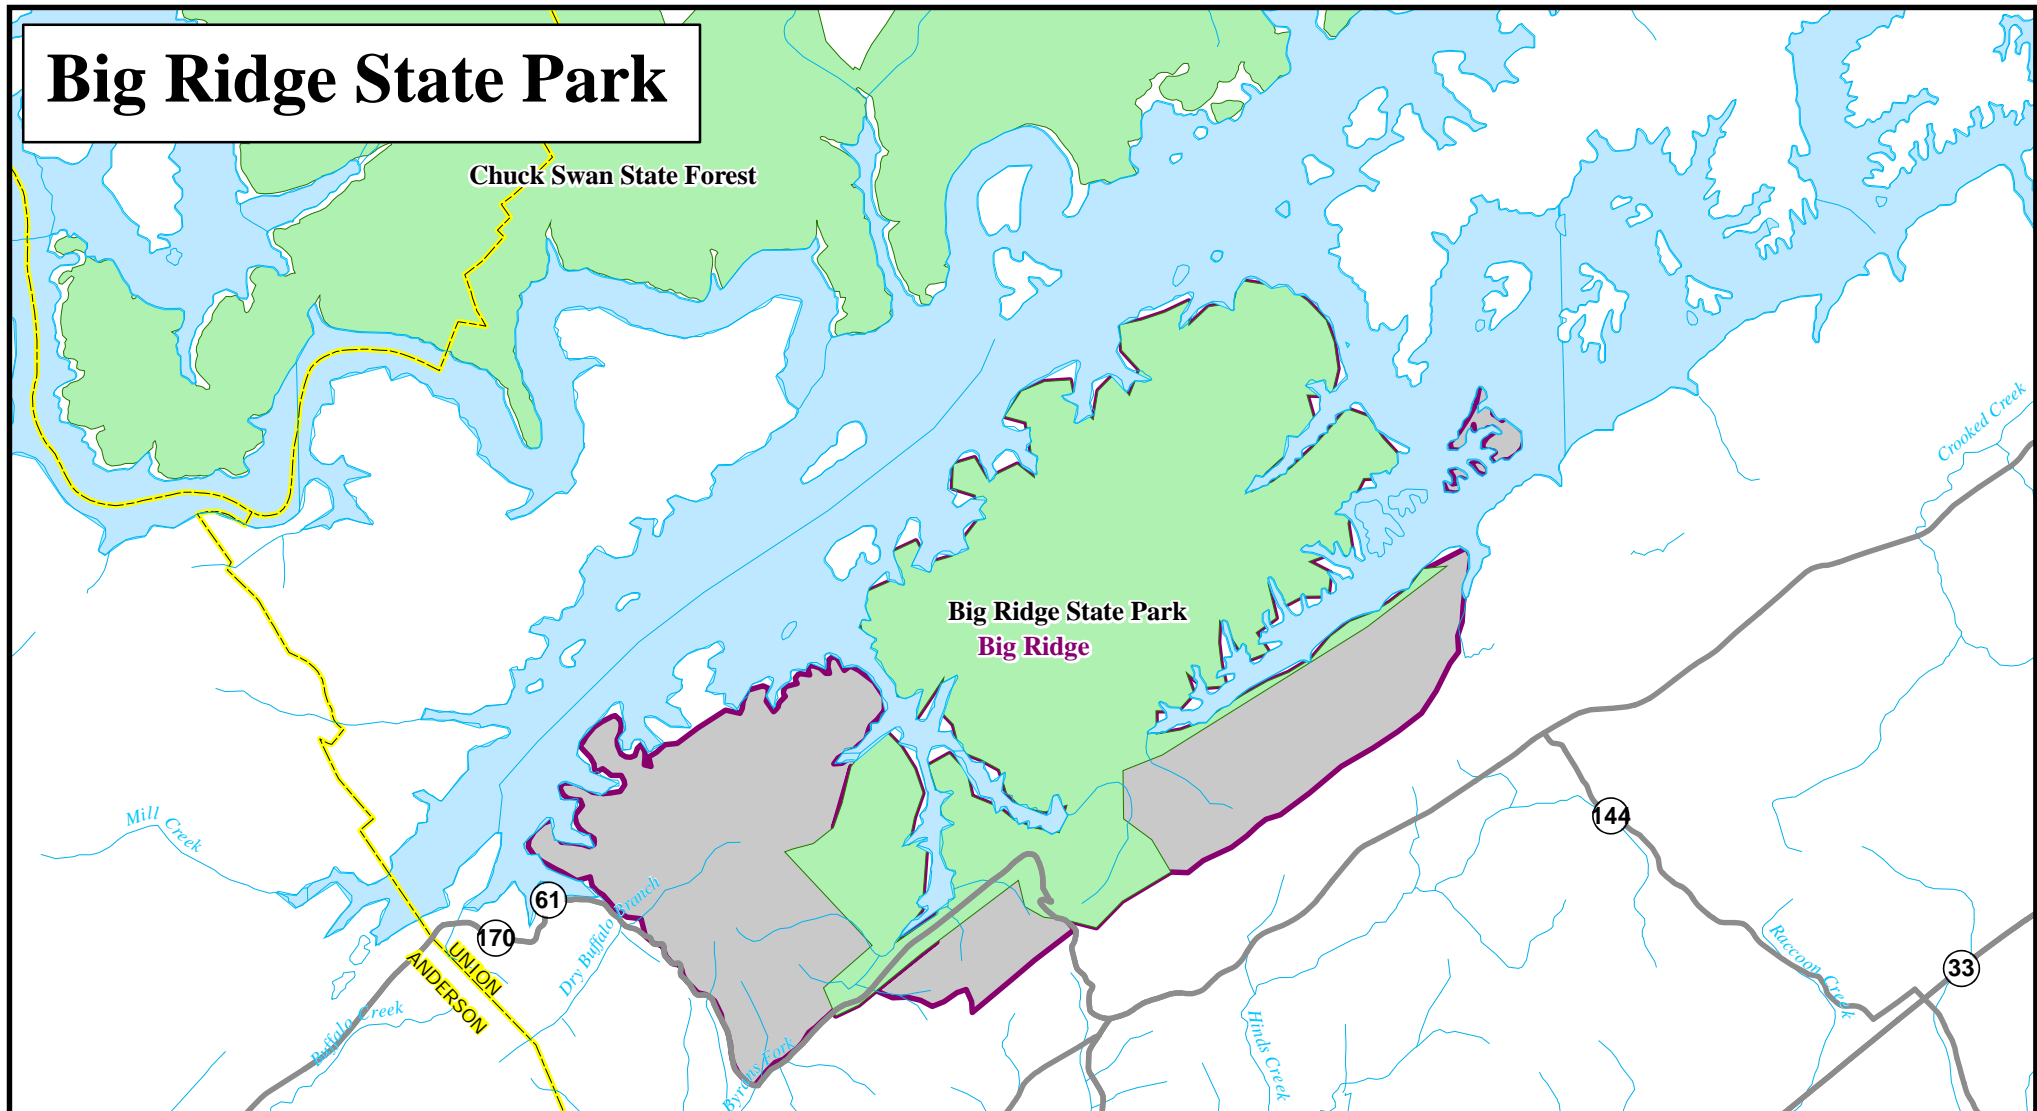 Big Ridge State Park
Chuck Swan State Forest
Crooked Creek
Big Ridge State Park
Big Ridge
Mill Creek
144
61
170
Dry Buffalo Branch
UNION
ANDERSON
Raccoon Creek
33
Buffalo Creek
Hinds Creek
Byrams Fork